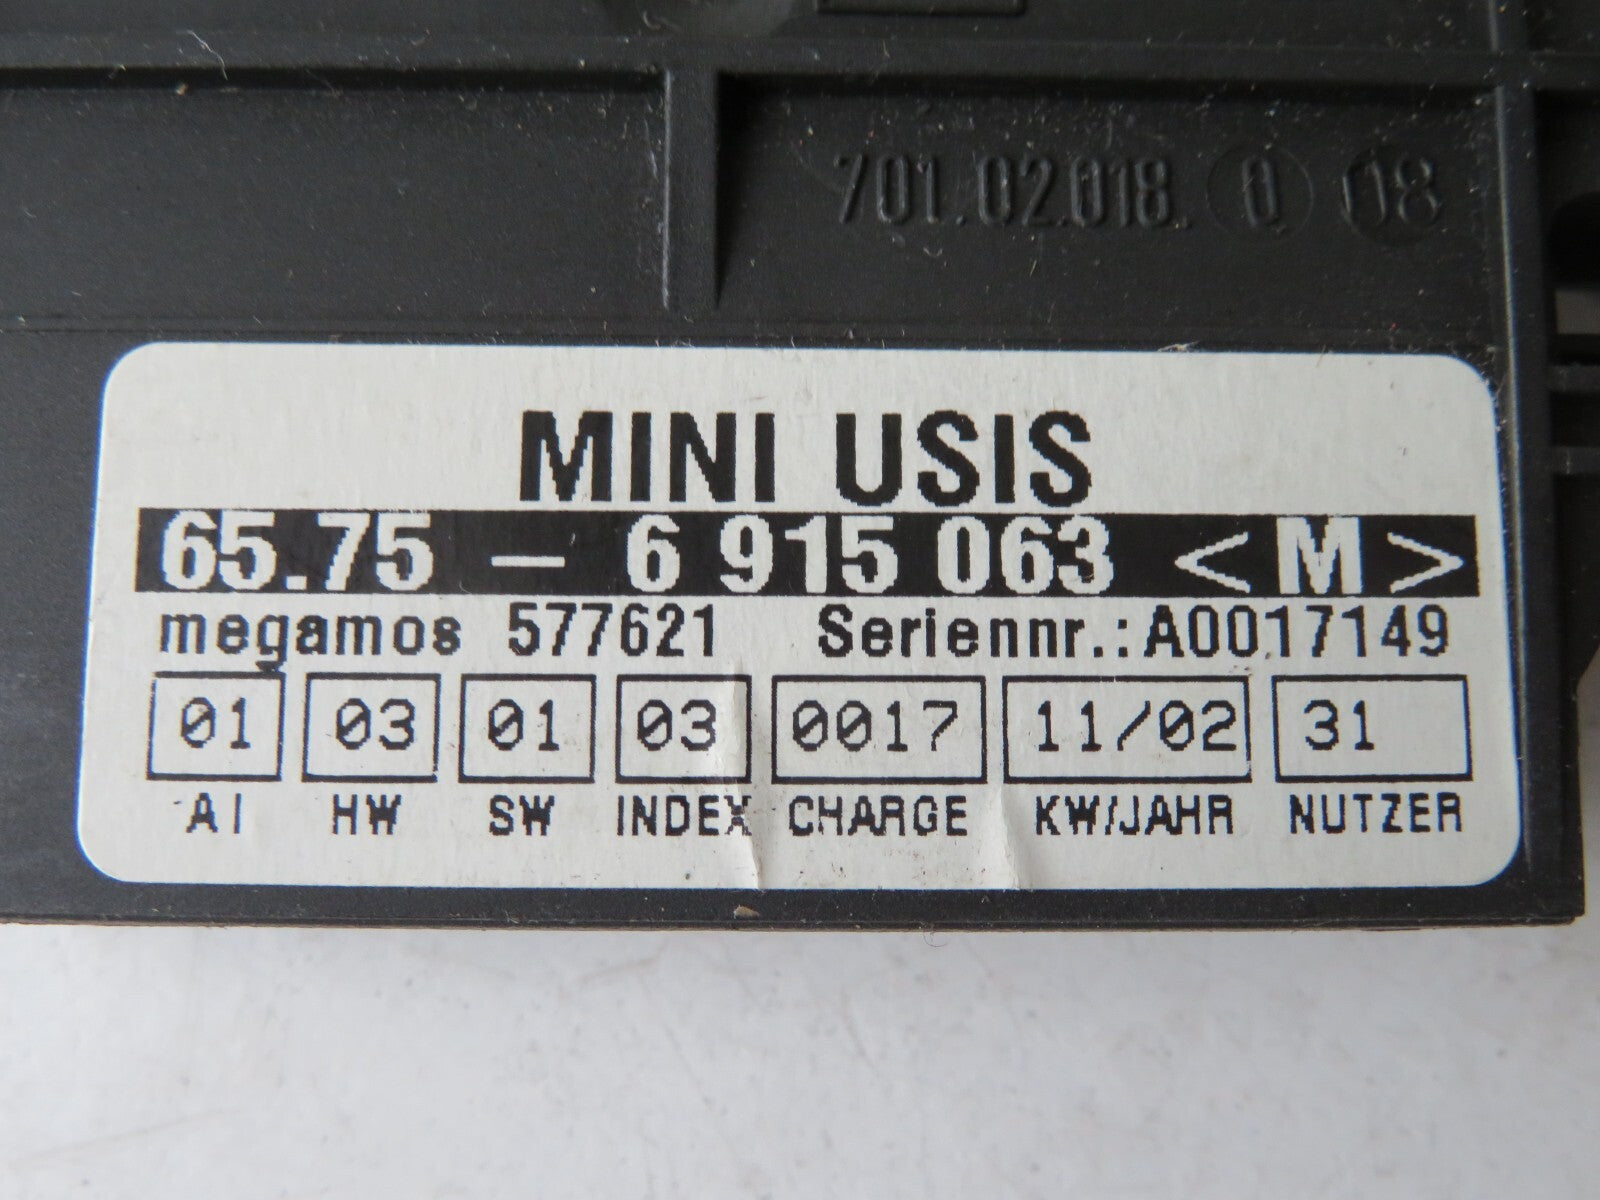 701.02.018. 0 08
MINI USIS
65.75 – 6 915 063 <M>
megamos 577621 Seriennr.:A0017149
01 03 01 03 0017 11/02 31
AI HW SW INDEX CHARGE KW/JAHR NUTZER